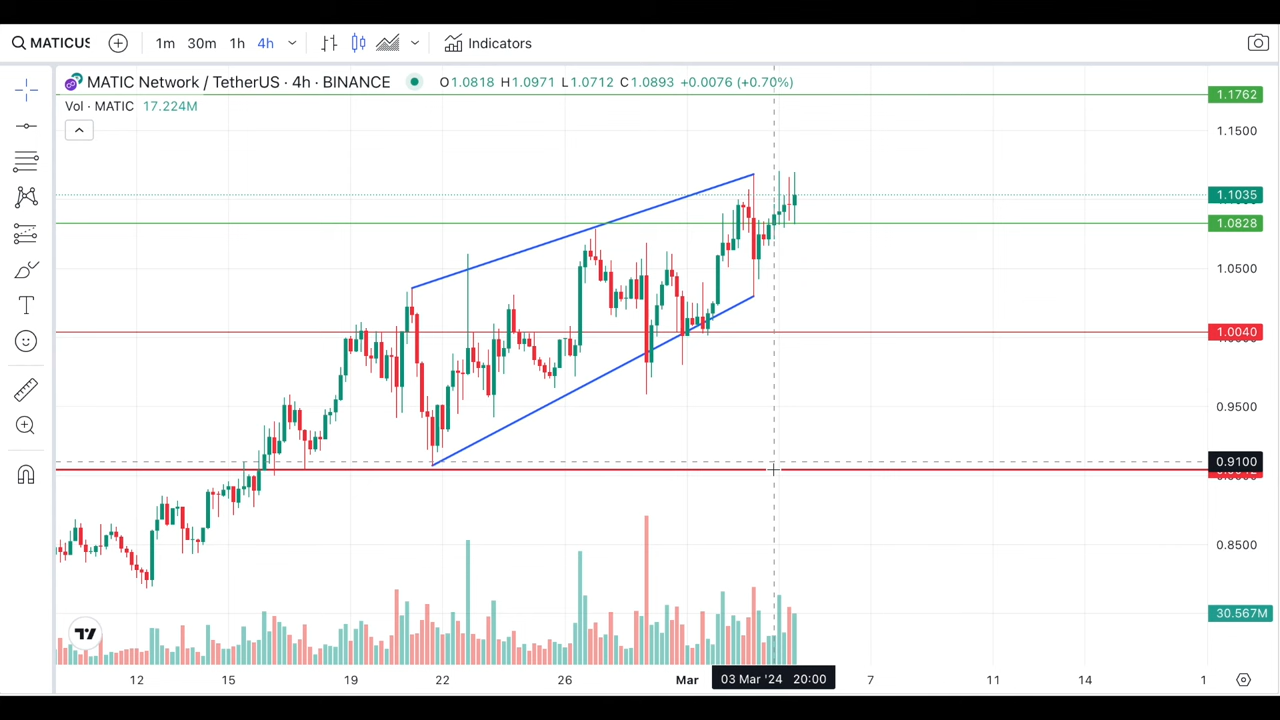 MATICUS
1m 30m 1h 4h Indicators
MATIC Network / TetherUS · 4h · BINANCE O1.0818 H1.0971 L1.0712 C1.0893 +0.0076 (+0.70%)
Vol · MATIC 17.224M
1.1762
1.1500
1.1035
1.0828
1.0500
1.0040
0.9500
0.9100
0.8500
30.567M
12 15 19 22 26 Mar 03 Mar '24 20:00 7 11 14 1